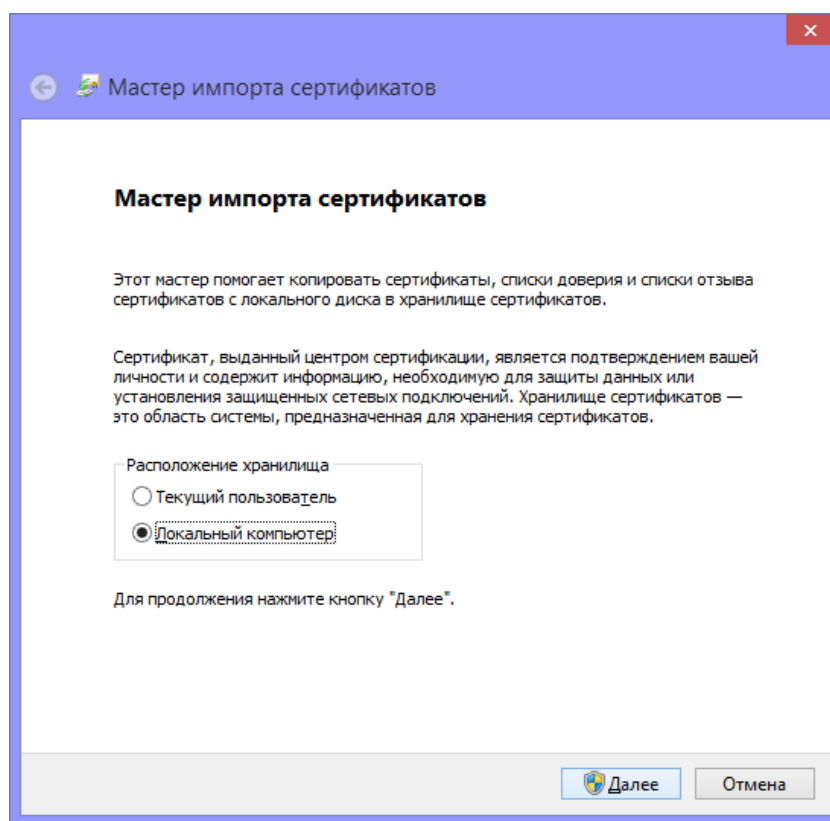 Мастер импорта сертификатов
Мастер импорта сертификатов
Этот мастер помогает копировать сертификаты, списки доверия и списки отзыва
сертификатов с локального диска в хранилище сертификатов.
Сертификат, выданный центром сертификации, является подтверждением вашей
личности и содержит информацию, необходимую для защиты данных или
установления защищенных сетевых подключений. Хранилище сертификатов —
это область системы, предназначенная для хранения сертификатов.
Расположение хранилища
Текущий пользователь
Локальный компьютер
Для продолжения нажмите кнопку "Далее".
Далее
Отмена